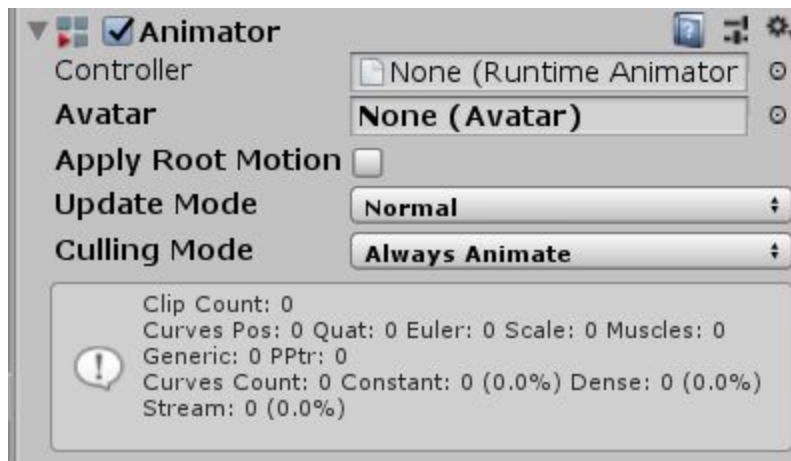 Animator
Controller None (Runtime Animator
Avatar None (Avatar)
Apply Root Motion
Update Mode Normal
Culling Mode Always Animate
Clip Count: 0
Curves Pos: 0 Quat: 0 Euler: 0 Scale: 0 Muscles: 0
Generic: 0 PPtr: 0
Curves Count: 0 Constant: 0 (0.0%) Dense: 0 (0.0%)
Stream: 0 (0.0%)